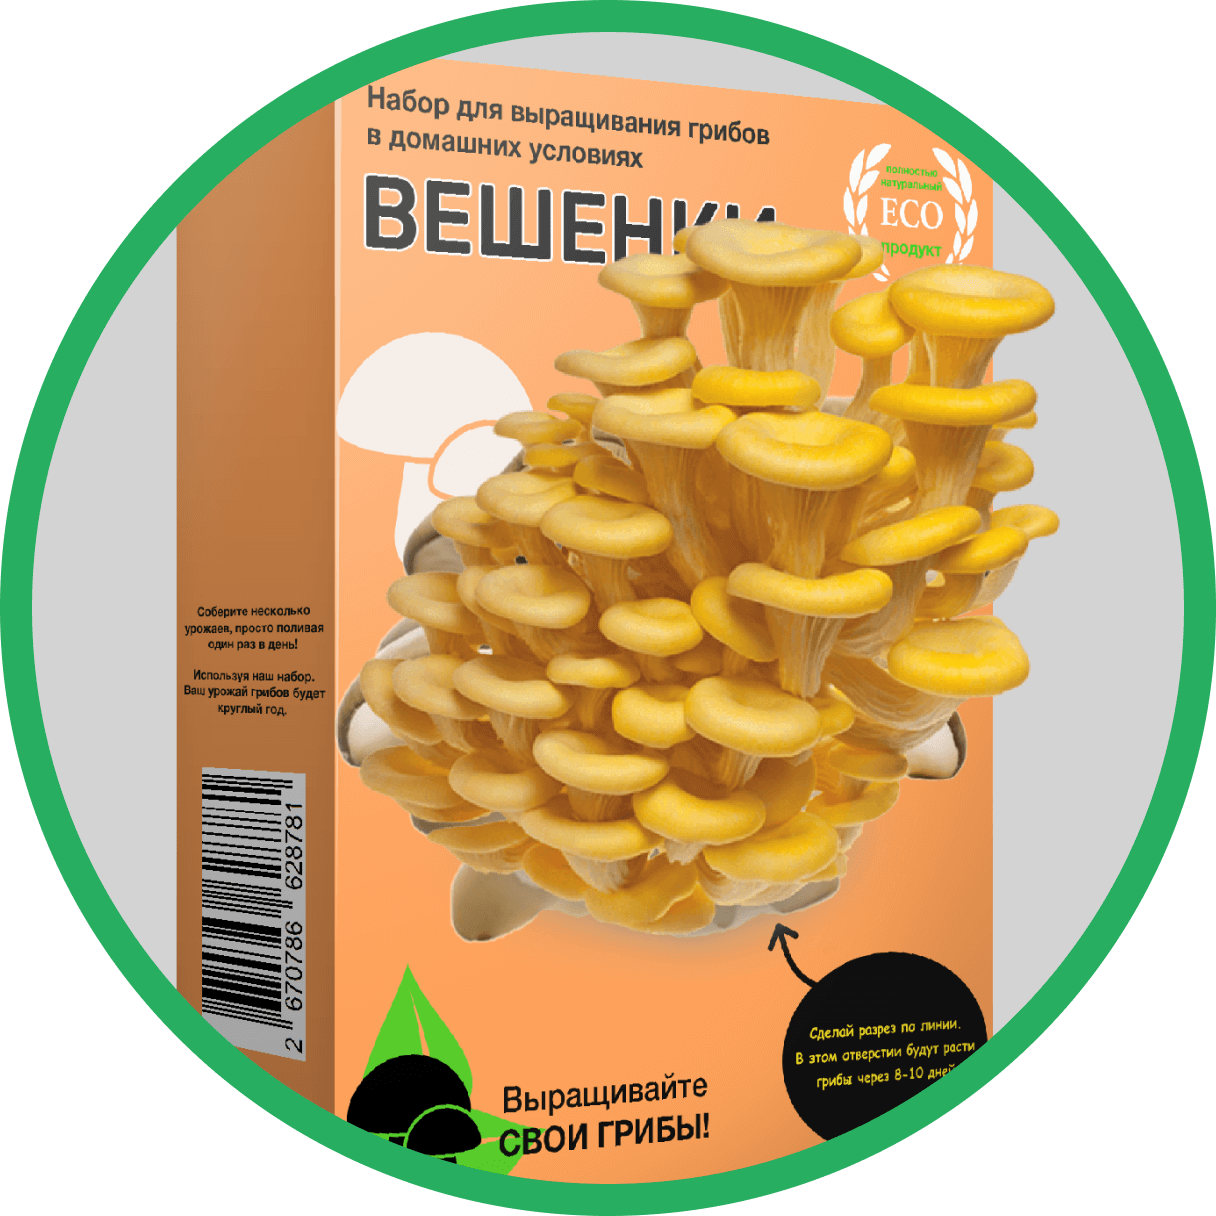 Набор для выращивания грибов
в домашних условиях
ВЕШЕНКИ
полностью
натуральный
ECO
продукт
Соберите несколько
урожаев, просто поливая
один раз в день!
Используя наш набор.
Ваш урожай грибов будет
круглый год.
2 670786 628781
Сделай разрез по линии.
В этом отверстии будут расти
грибы через 8-10 дней
Выращивайте
СВОИ ГРИБЫ!